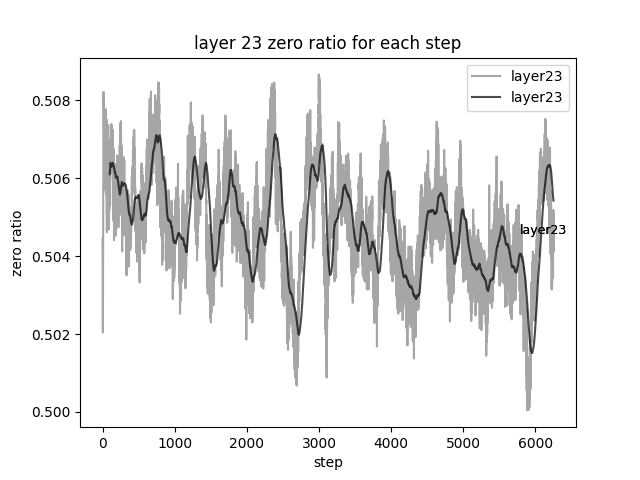 layer 23 zero ratio for each step
layer23
layer23
0.508
0.506
0.504
0.502
0.500
zero ratio
layer23
0
1000
2000
3000
4000
5000
6000
step